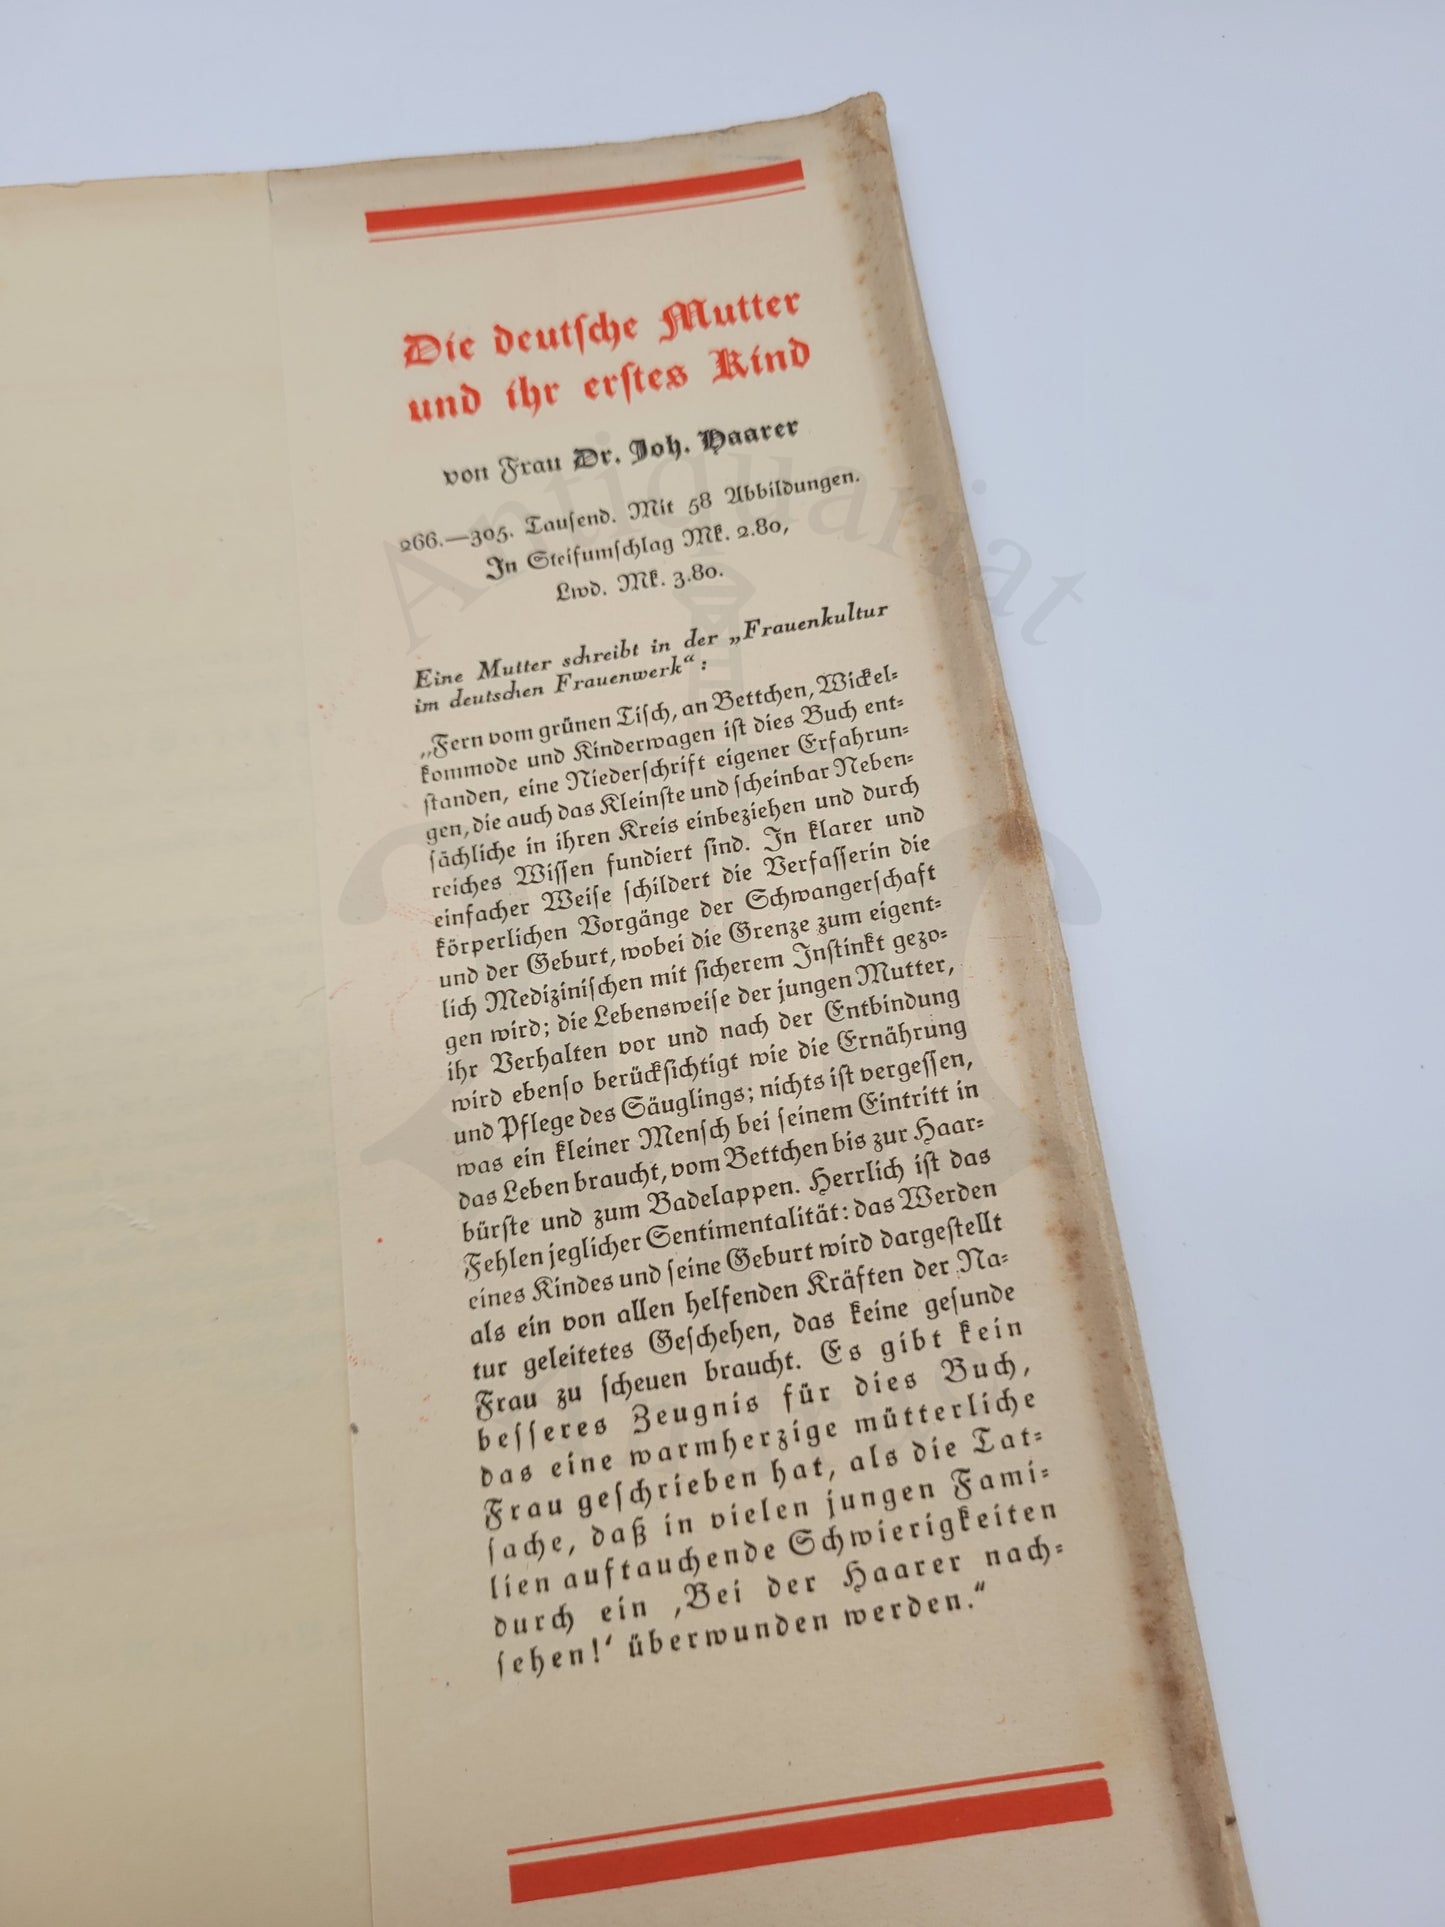 Die deutſche Mutter
und ihr erſtes Kind
von Frau Dr. Joh. Haarer
266.—305. Tauſend. Mit 58 Abbildungen.
In Steifumſchlag Mk. 2.80,
Lwd. Mk. 3.80.
Eine Mutter schreibt in der „Frauenkultur
im deutschen Frauenwerk“:
„Fern vom grünen Tiſch, an Bettchen, Wickel-
kommode und Kinderwagen iſt dies Buch ent-
ſtanden, eine Niederſchrift eigener Erfahrun-
gen, die auch das Kleinſte und ſcheinbar Neben-
ſächliche in ihren Kreis einbeziehen und durch
reiches Wiſſen fundiert ſind. In klarer und
einfacher Weiſe ſchildert die Verfaſſerin die
körperlichen Vorgänge der Schwangerſchaft
und der Geburt, wobei die Grenze zum eigent-
lich Mediziniſchen mit ſicherem Inſtinkt gezo-
gen wird; die Lebensweiſe der jungen Mutter,
ihr Verhalten vor und nach der Entbindung
wird ebenſo berückſichtigt wie die Ernährung
und Pflege des Säuglings; nichts iſt vergeſſen,
was ein kleiner Menſch bei ſeinem Eintritt in
das Leben braucht, vom Bettchen bis zur Haar-
bürſte und zum Badelappen. Herrlich iſt das
Fehlen jeglicher Sentimentalität: das Werden
eines Kindes und ſeine Geburt wird dargeſtellt
als ein von allen helfenden Kräften der Na-
tur geleitetes Geſchehen, das keine geſunde
Frau zu ſcheuen braucht. Es gibt kein
beſſeres Zeugnis für dies Buch,
das eine warmherzige mütterliche
Frau geſchrieben hat, als die Tat-
ſache, daß in vielen jungen Fami-
lien auftauchende Schwierigkeiten
durch ein ‚Bei der Haarer nach-
ſehen!‘ überwunden werden.“
Antiquariat